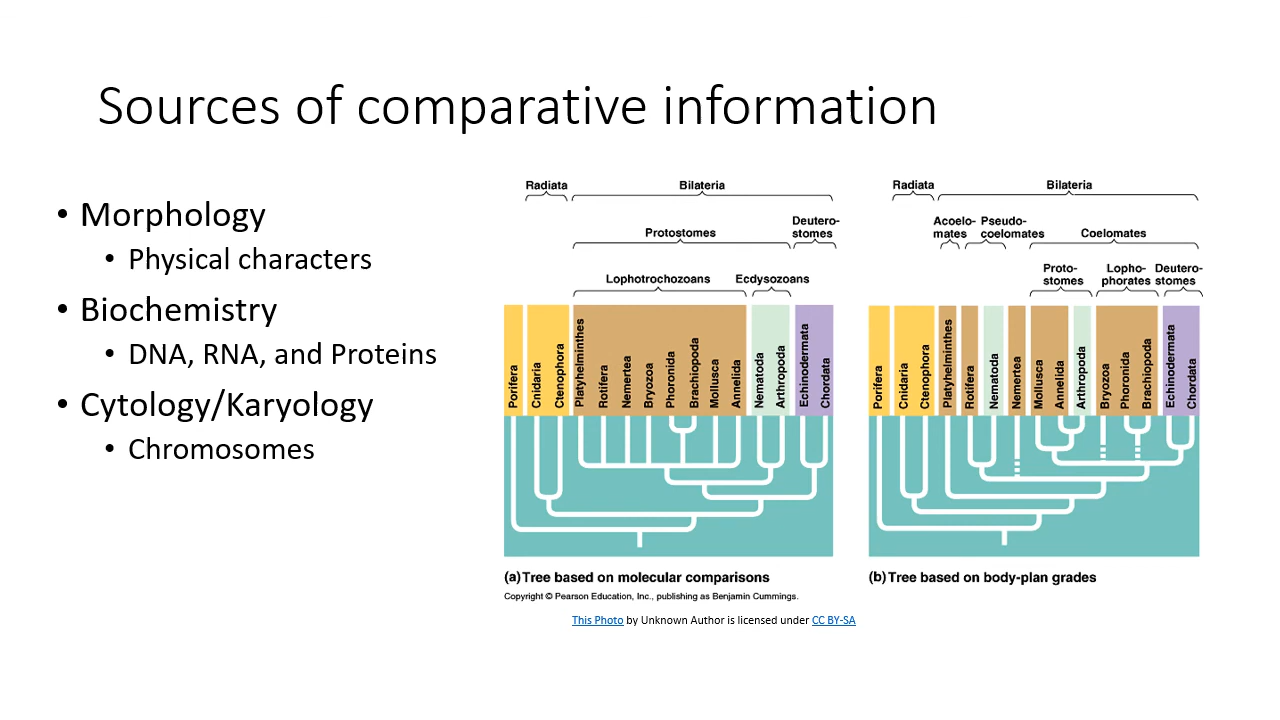 Sources of comparative information
• Morphology
• Physical characters
• Biochemistry
• DNA, RNA, and Proteins
• Cytology/Karyology
• Chromosomes
Radiata
Bilateria
Protostomes
Deutero-
stomes
Lophotrochozoans
Ecdysozoans
Porifera
Cnidaria
Ctenophora
Platyhelminthes
Rotifera
Nemertea
Bryozoa
Phoronida
Brachiopoda
Mollusca
Annelida
Nematoda
Arthropoda
Echinodermata
Chordata
(a) Tree based on molecular comparisons
Copyright © Pearson Education, Inc., publishing as Benjamin Cummings.
Radiata
Bilateria
Acoelo-
mates
Pseudo-
coelomates
Coelomates
Proto-
stomes
Lopho-
phorates
Deutero-
stomes
Porifera
Cnidaria
Ctenophora
Platyhelminthes
Rotifera
Nematoda
Nemertea
Mollusca
Annelida
Arthropoda
Bryozoa
Phoronida
Brachiopoda
Echinodermata
Chordata
(b) Tree based on body-plan grades
This Photo by Unknown Author is licensed under CC BY-SA